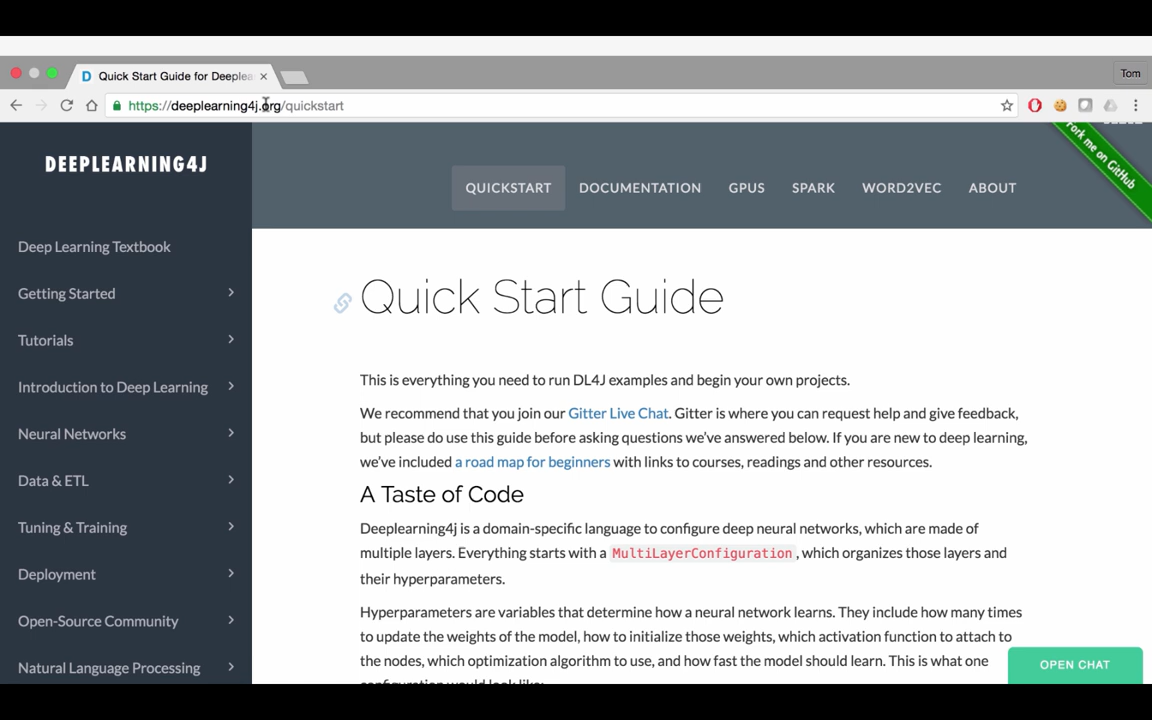 Quick Start Guide for Deeplea
Tom
https://deeplearning4j.org/quickstart
DEEPLEARNING4J
QUICKSTART DOCUMENTATION GPUS SPARK WORD2VEC ABOUT
Fork me on GitHub
Deep Learning Textbook
Getting Started
Tutorials
Introduction to Deep Learning
Neural Networks
Data & ETL
Tuning & Training
Deployment
Open-Source Community
Natural Language Processing
Quick Start Guide
This is everything you need to run DL4J examples and begin your own projects.
We recommend that you join our Gitter Live Chat. Gitter is where you can request help and give feedback,
but please do use this guide before asking questions we've answered below. If you are new to deep learning,
we've included a road map for beginners with links to courses, readings and other resources.
A Taste of Code
Deeplearning4j is a domain-specific language to configure deep neural networks, which are made of
multiple layers. Everything starts with a MultiLayerConfiguration, which organizes those layers and
their hyperparameters.
Hyperparameters are variables that determine how a neural network learns. They include how many times
to update the weights of the model, how to initialize those weights, which activation function to attach to
the nodes, which optimization algorithm to use, and how fast the model should learn. This is what one
configuration would look like:
OPEN CHAT